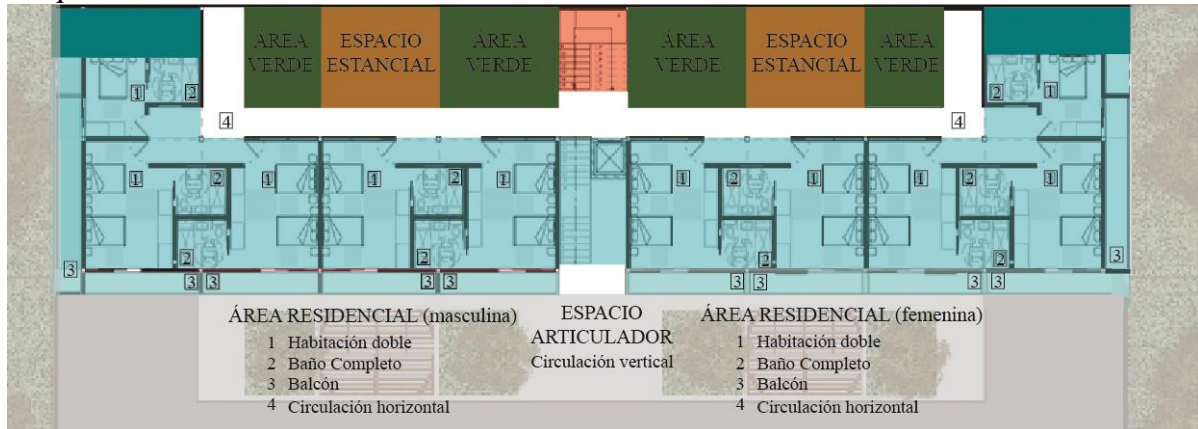 ÁREA VERDE
ESPACIO ESTANCIAL
ÁREA VERDE
ÁREA VERDE
ESPACIO ESTANCIAL
ÁREA VERDE
1
2
2
1
4
4
1
2
1
1
2
1
1
2
1
1
2
1
2
2
2
2
3
3
3
3
3
3
3
3
3
3
ÁREA RESIDENCIAL (masculina)
1 Habitación doble
2 Baño Completo
3 Balcón
4 Circulación horizontal
ESPACIO
ARTICULADOR
Circulación vertical
ÁREA RESIDENCIAL (femenina)
1 Habitación doble
2 Baño Completo
3 Balcón
4 Circulación horizontal